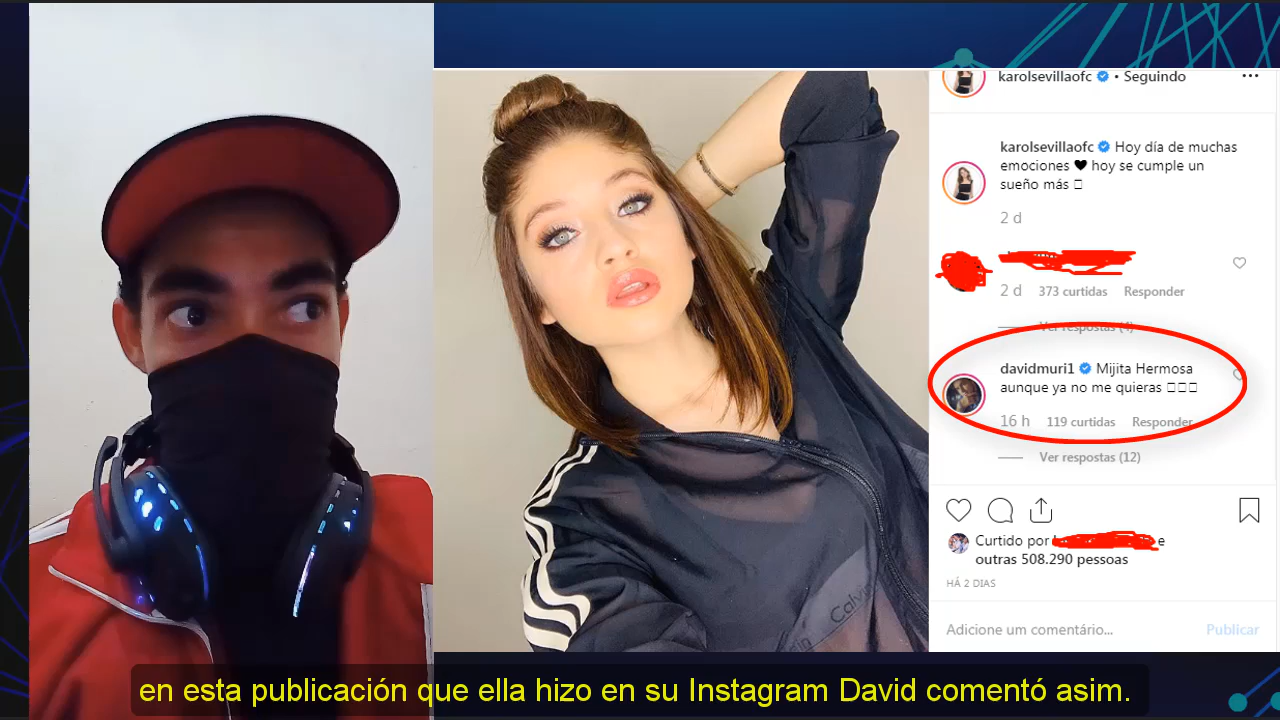 karolsevillaofc • Seguindo
karolsevillaofc Hoy día de muchas
emociones ♥ hoy se cumple un
sueño más
2 d
2 d 373 curtidas Responder
Ver respostas (4)
davidmuri1 Mijita Hermosa
aunque ya no me quieras
16 h 119 curtidas Responder
Ver respostas (12)
Curtido por e
outras 508.290 pessoas
HÁ 2 DIAS
Adicione um comentário... Publicar
Calvin
en esta publicación que ella hizo en su Instagram David comentó asim.